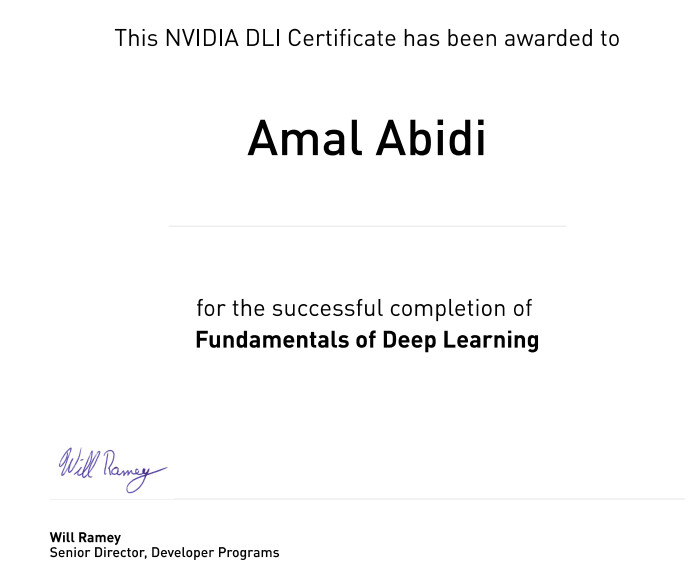 This NVIDIA DLI Certificate has been awarded to
Amal Abidi
for the successful completion of
Fundamentals of Deep Learning
Will Ramey
Will Ramey
Senior Director, Developer Programs